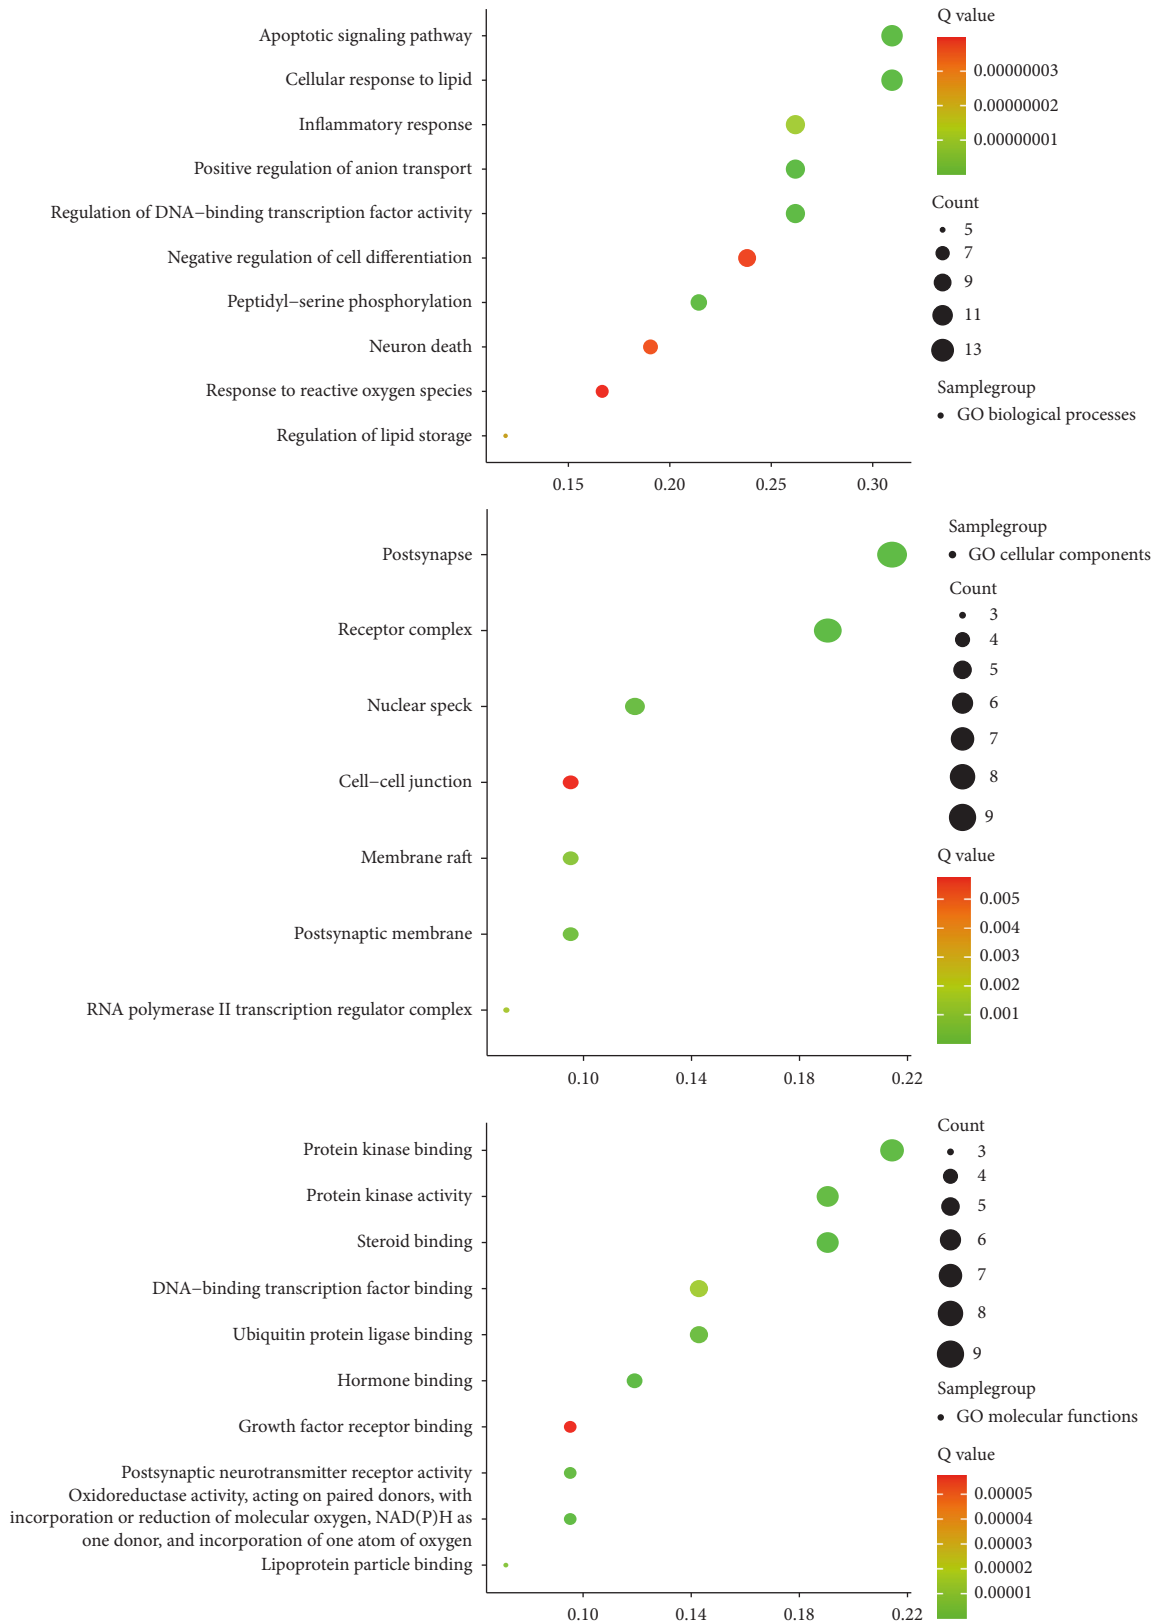 Apoptotic signaling pathway
Cellular response to lipid
Inflammatory response
Positive regulation of anion transport
Regulation of DNA−binding transcription factor activity
Negative regulation of cell differentiation
Peptidyl−serine phosphorylation
Neuron death
Response to reactive oxygen species
Regulation of lipid storage
0.15
0.20
0.25
0.30
Q value
0.00000003
0.00000002
0.00000001
Count
5
7
9
11
13
Samplegroup
GO biological processes
Postsynapse
Receptor complex
Nuclear speck
Cell−cell junction
Membrane raft
Postsynaptic membrane
RNA polymerase II transcription regulator complex
0.10
0.14
0.18
0.22
Samplegroup
GO cellular components
Count
3
4
5
6
7
8
9
Q value
0.005
0.004
0.003
0.002
0.001
Protein kinase binding
Protein kinase activity
Steroid binding
DNA−binding transcription factor binding
Ubiquitin protein ligase binding
Hormone binding
Growth factor receptor binding
Postsynaptic neurotransmitter receptor activity
Oxidoreductase activity, acting on paired donors, with
incorporation or reduction of molecular oxygen, NAD(P)H as
one donor, and incorporation of one atom of oxygen
Lipoprotein particle binding
0.10
0.14
0.18
0.22
Count
3
4
5
6
7
8
9
Samplegroup
GO molecular functions
Q value
0.00005
0.00004
0.00003
0.00002
0.00001